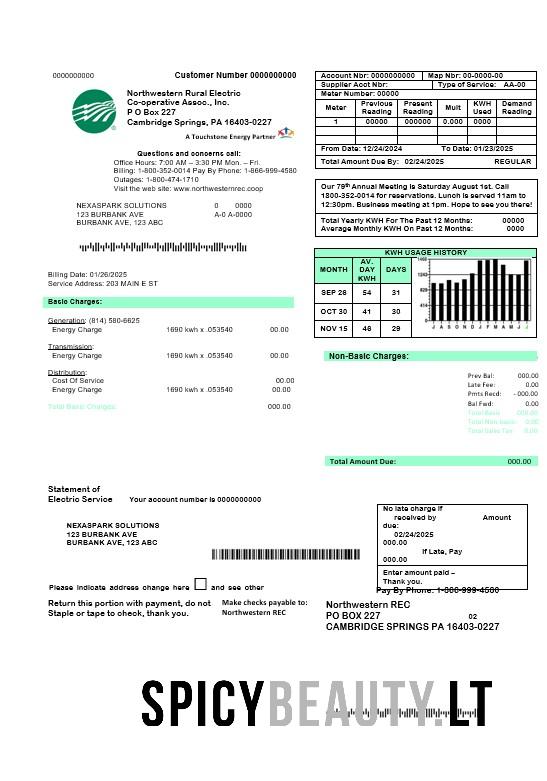 0000000000
Customer Number 0000000000
Northwestern Rural Electric
Co-operative Assoc., Inc.
P O Box 227
Cambridge Springs, PA 16403-0227
A Touchstone Energy Partner
Questions and concerns call:
Office Hours: 7:00 AM – 3:30 PM Mon. – Fri.
Billing: 1-800-352-0014 Pay By Phone: 1-866-999-4580
Outages: 1-800-474-1710
Visit the web site: www.northwesternrec.coop
NEXASPARK SOLUTIONS 0 0000
123 BURBANK AVE A-0 A-0000
BURBANK AVE, 123 ABC
Billing Date: 01/26/2025
Service Address: 203 MAIN E ST
Basic Charges:
Generation: (814) 580-6625
Energy Charge 1690 kwh x .053540 00.00
Transmission:
Energy Charge 1690 kwh x .053540
Distribution:
Cost Of Service 00.00
Energy Charge 1690 kwh x .053540 00.00
Total Basic Charges: 000.00
Account Nbr: 0000000000 Map Nbr: 00-0000-00
Supplier Acct Nbr: Type of Service: AA-00
Meter Number: 00000
Meter Previous Reading Present Reading Mult KWH Used Demand Reading
1 00000 000000 0.000 0000
From Date: 12/24/2024 To Date: 01/23/2025
Total Amount Due By: 02/24/2025 REGULAR
Our 78th Annual Meeting is Saturday August 1st. Call
1800-352-0014 for reservations. Lunch is served 11am to
12:30pm. Business meeting at 1pm. Hope to see you there!
Total Yearly KWH For The Past 12 Months: 00000
Average Monthly KWH On Past 12 Months: 0000
KWH USAGE HISTORY
MONTH AV. DAY KWH DAYS
SEP 28 54 31
OCT 30 41 30
NOV 15 46 29
1650
1240
824
414
0
J A S O N D J F M A M J J
Non-Basic Charges:
Prev Bal: 000.00
Late Fee: 0.00
Pmts Recd: - 000.00
Bal Fwd: 0.00
Total Basic 000.00
Total Non basic: 0.00
Total Sales Tax: 0.00
Total Amount Due: 000.00
Statement of
Electric Service Your account number is 0000000000
NEXASPARK SOLUTIONS
123 BURBANK AVE
BURBANK AVE, 123 ABC
Please indicate address change here and see other
Return this portion with payment, do not
Staple or tape to check, thank you.
Make checks payable to:
Northwestern REC
No late charge if
received by Amount
due:
02/24/2025
000.00
If Late, Pay
000.00
Enter amount paid –
Thank you.
Pay By Phone: 1-866-999-4580
Northwestern REC
PO BOX 227 02
CAMBRIDGE SPRINGS PA 16403-0227
SPICYBEAUTY.LT